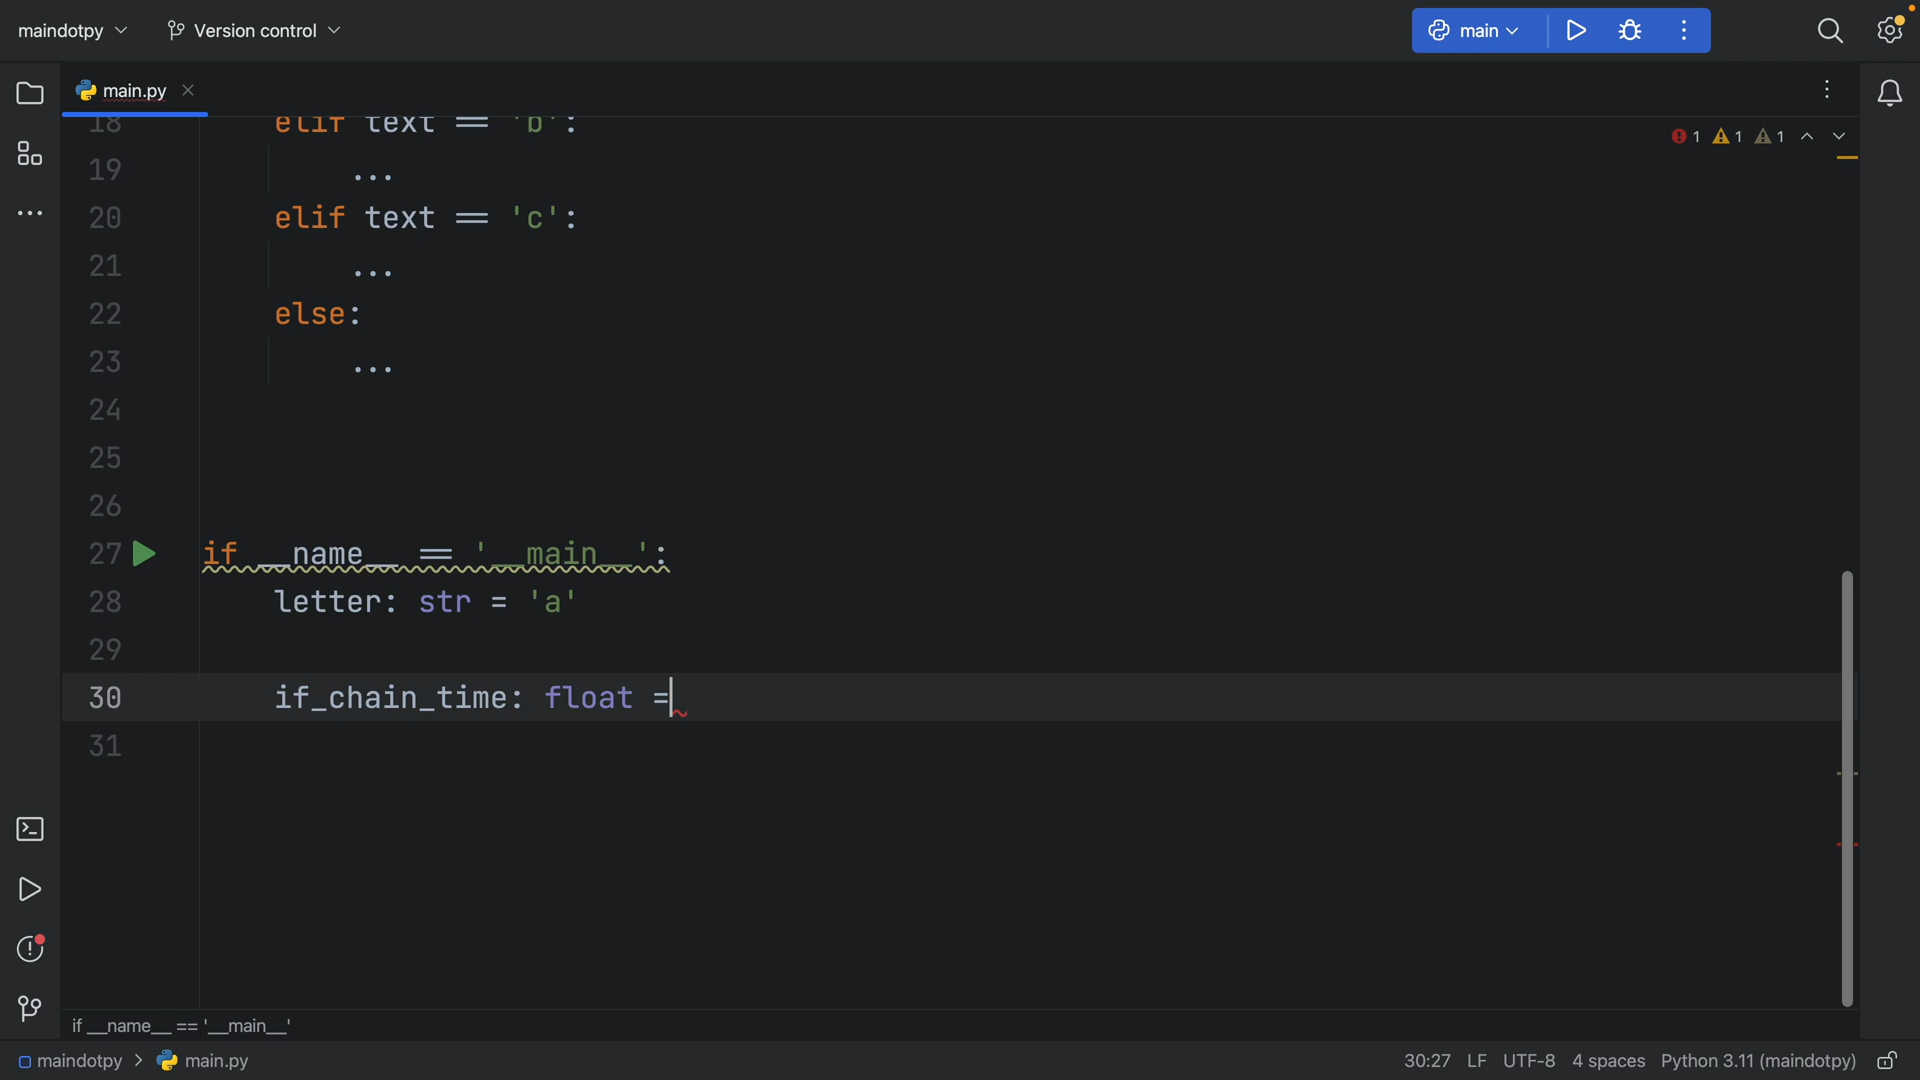 maindotpy
Version control
main
main.py
18 elif text == 'b':
1 1 1
19 ...
20 elif text == 'c':
21 ...
22 else:
23 ...
24
25
26
27 if __name__ == '__main__':
28 letter: str = 'a'
29
30 if_chain_time: float =
31
if __name__ == '__main__'
maindotpy > main.py
30:27 LF UTF-8 4 spaces Python 3.11 (maindotpy)